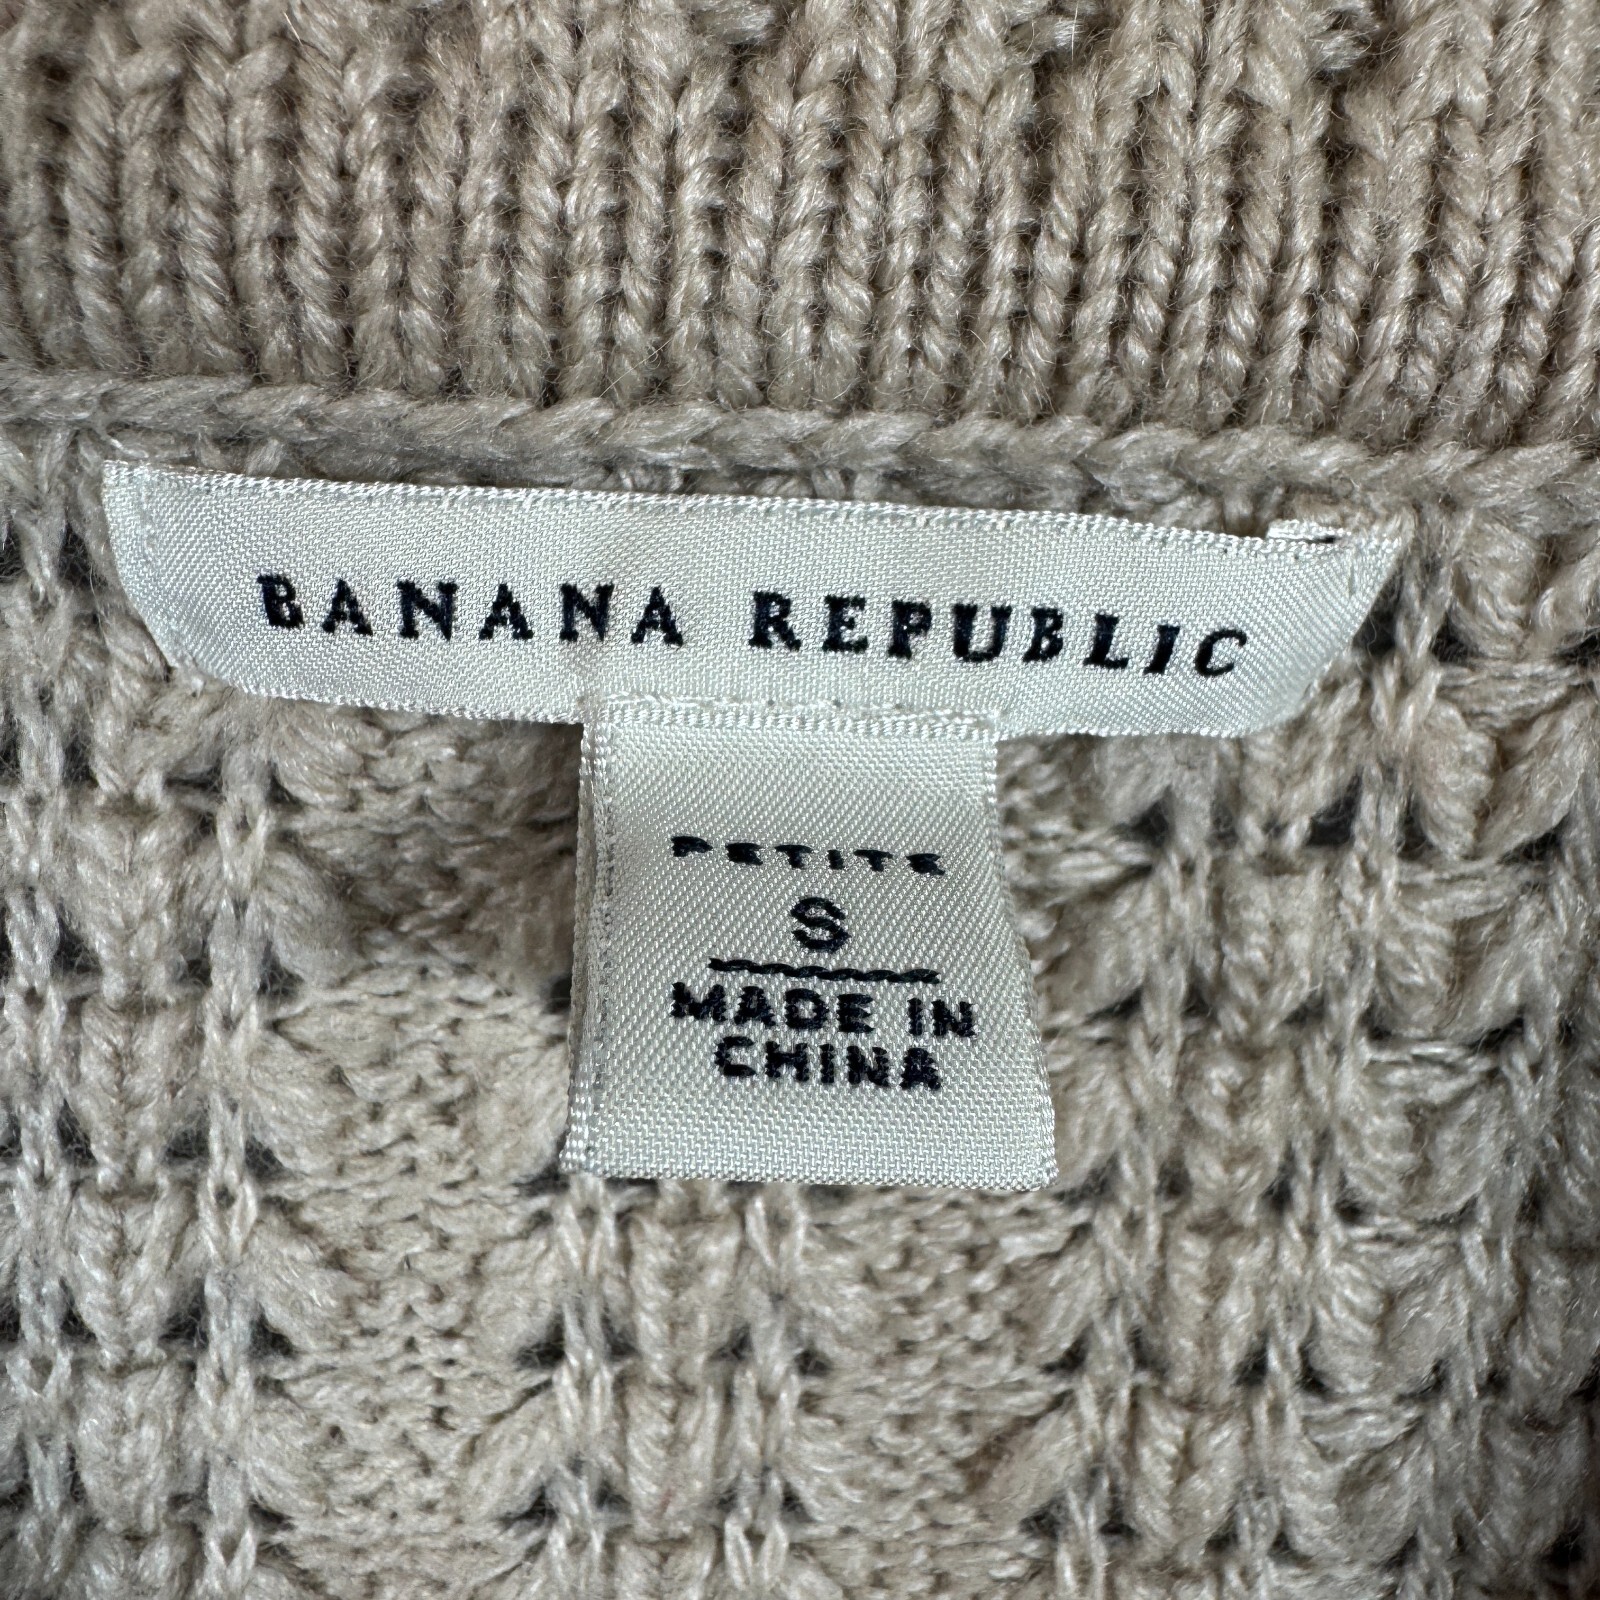 BANANA REPUBLIC
PETITE
S
MADE IN
CHINA